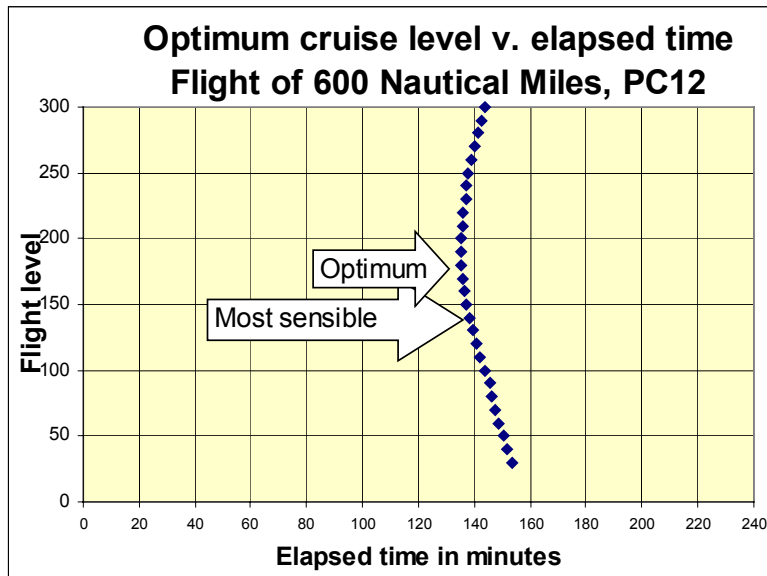 Optimum cruise level v. elapsed time
Flight of 600 Nautical Miles, PC12
300
250
200
150
100
50
0
Flight level
Optimum
Most sensible
0 20 40 60 80 100 120 140 160 180 200 220 240
Elapsed time in minutes